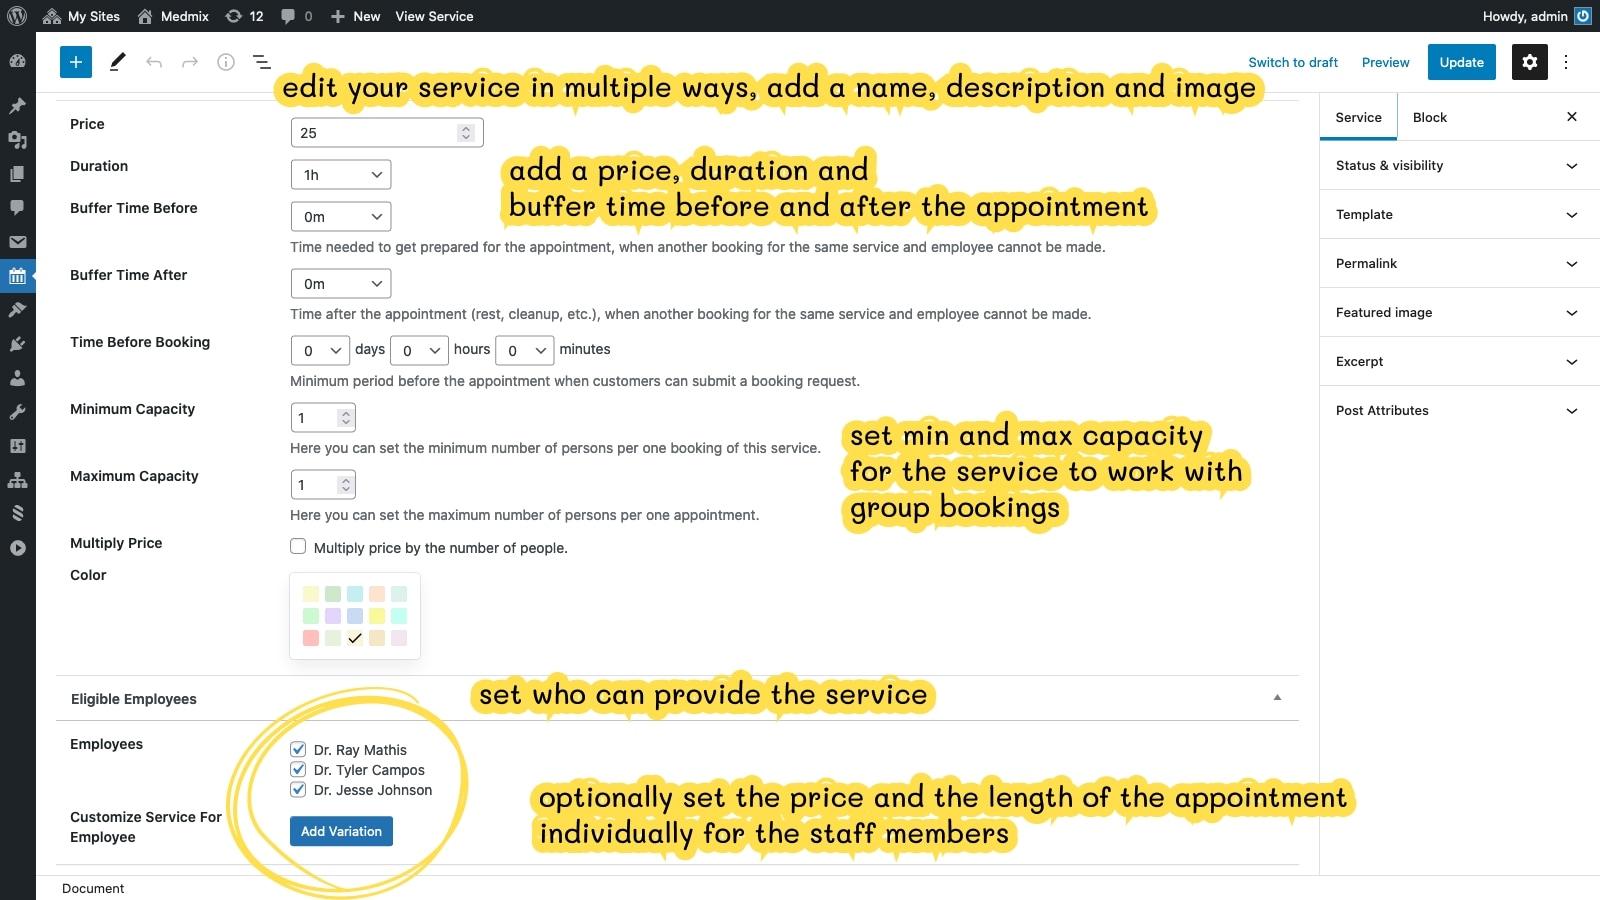 My Sites Medmix 12 0 New View Service Howdy, admin
Switch to draft Preview Update
edit your service in multiple ways, add a name, description and image
Service Block
Price 25
Duration 1h
add a price, duration and
buffer time before and after the appointment
Buffer Time Before 0m
Time needed to get prepared for the appointment, when another booking for the same service and employee cannot be made.
Buffer Time After 0m
Time after the appointment (rest, cleanup, etc.), when another booking for the same service and employee cannot be made.
Time Before Booking 0 days 0 hours 0 minutes
Minimum period before the appointment when customers can submit a booking request.
Minimum Capacity 1
Here you can set the minimum number of persons per one booking of this service.
set min and max capacity
for the service to work with
group bookings
Maximum Capacity 1
Here you can set the maximum number of persons per one appointment.
Multiply Price Multiply price by the number of people.
Color
Eligible Employees
set who can provide the service
Employees
Dr. Ray Mathis
Dr. Tyler Campos
Dr. Jesse Johnson
Customize Service For
Employee
Add Variation
optionally set the price and the length of the appointment
individually for the staff members
Document
Status & visibility
Template
Permalink
Featured image
Excerpt
Post Attributes